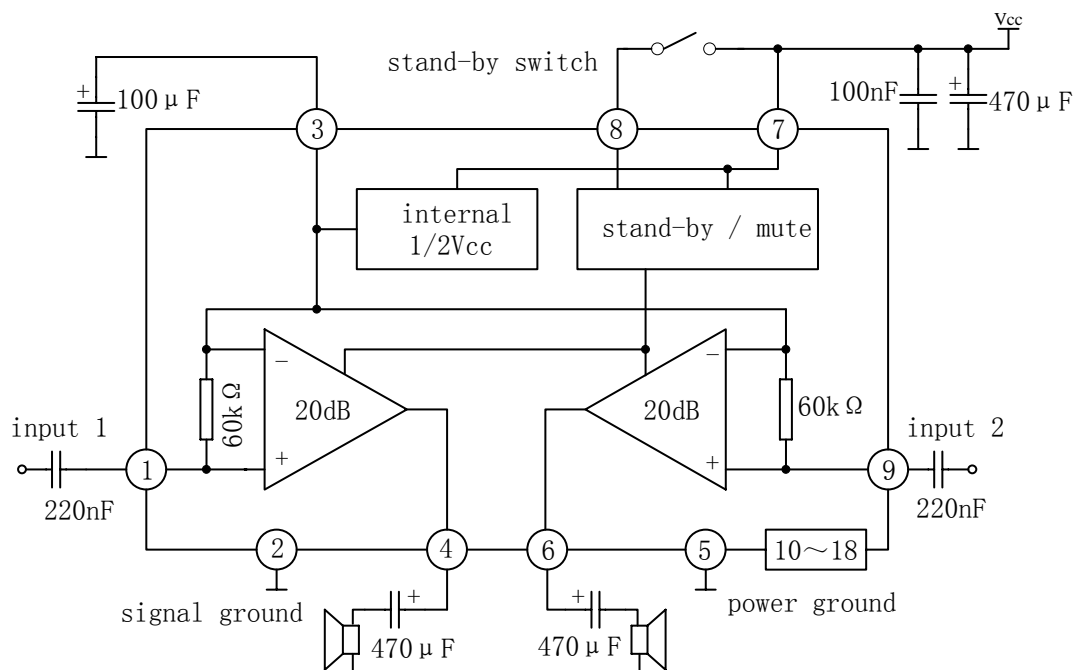 Vcc
stand-by switch
100μF
100nF
470μF
3
8
7
internal
1/2Vcc
stand-by / mute
−
−
20dB
20dB
60kΩ
60kΩ
input 1
input 2
+
+
1
9
220nF
220nF
2
4
6
5
10～18
signal ground
power ground
+
+
470μF
470μF
+
+